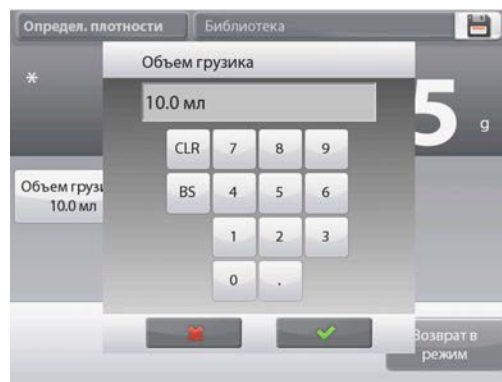 Определ. плотности
Библиотека
*
Объем грузика
10.0 мл
5
g
CLR 7 8 9
BS 4 5 6
1 2 3
0 .
Объем грузи
10.0 мл
Возврат в
режим